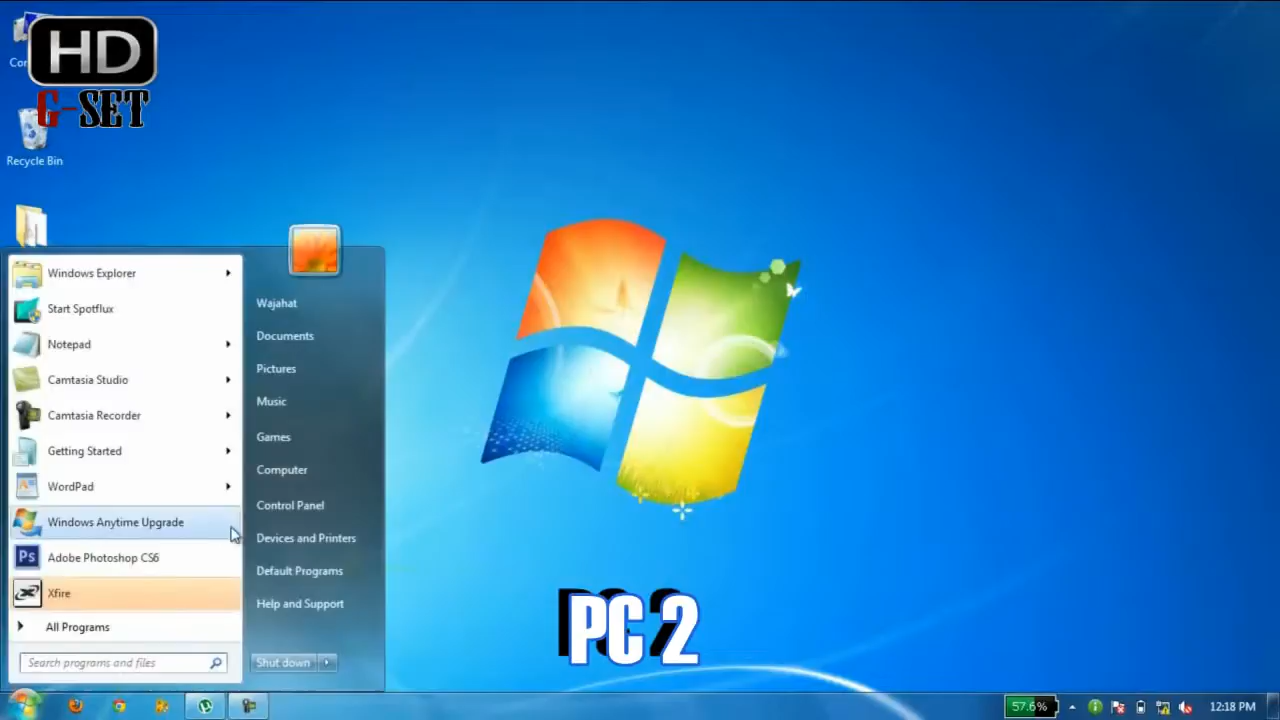 HD
G-SET
Recycle Bin
Windows Explorer
Start Spotflux
Notepad
Camtasia Studio
Camtasia Recorder
Getting Started
WordPad
Windows Anytime Upgrade
Ps
Adobe Photoshop CS6
Xfire
All Programs
Search programs and files
Wajahat
Documents
Pictures
Music
Games
Computer
Control Panel
Devices and Printers
Default Programs
Help and Support
Shut down
PC 2
57.6%
12:18 PM